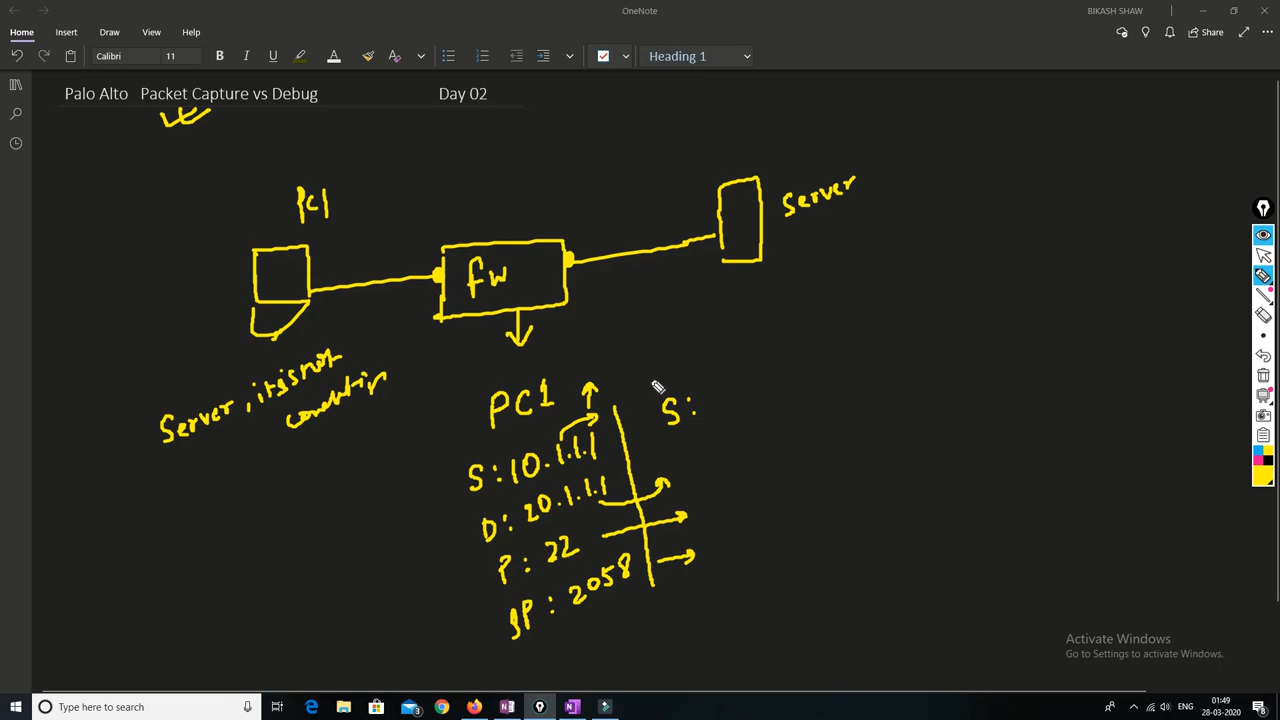 OneNote
BIKASH SHAW
Home Insert Draw View Help
Share
Calibri 11 B I U A Heading 1
Palo Alto Packet Capture vs Debug Day 02
PC1
Server
fw
Server, its is not
PC1
S:
S: 10.1.1.1
D: 20.1.1.1
P: 22
SP: 2058
Activate Windows
Go to Settings to activate Windows.
Type here to search
3
ENG
01:49
28-03-2020
8